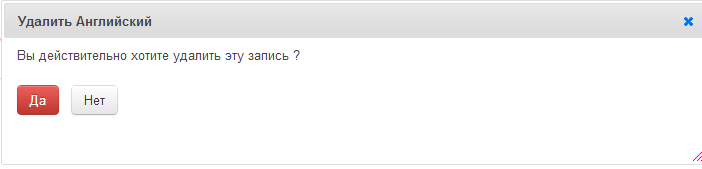 Удалить Английский
Вы действительно хотите удалить эту запись ?
Да
Нет